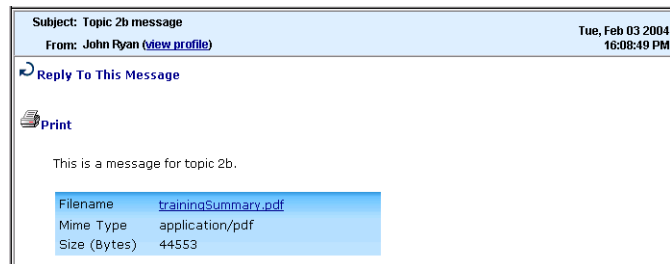 Subject: Topic 2b message
Tue, Feb 03 2004
From: John Ryan (view profile)
16:08:49 PM
Reply To This Message
Print
This is a message for topic 2b.
Filename trainingSummary.pdf
Mime Type application/pdf
Size (Bytes) 44553